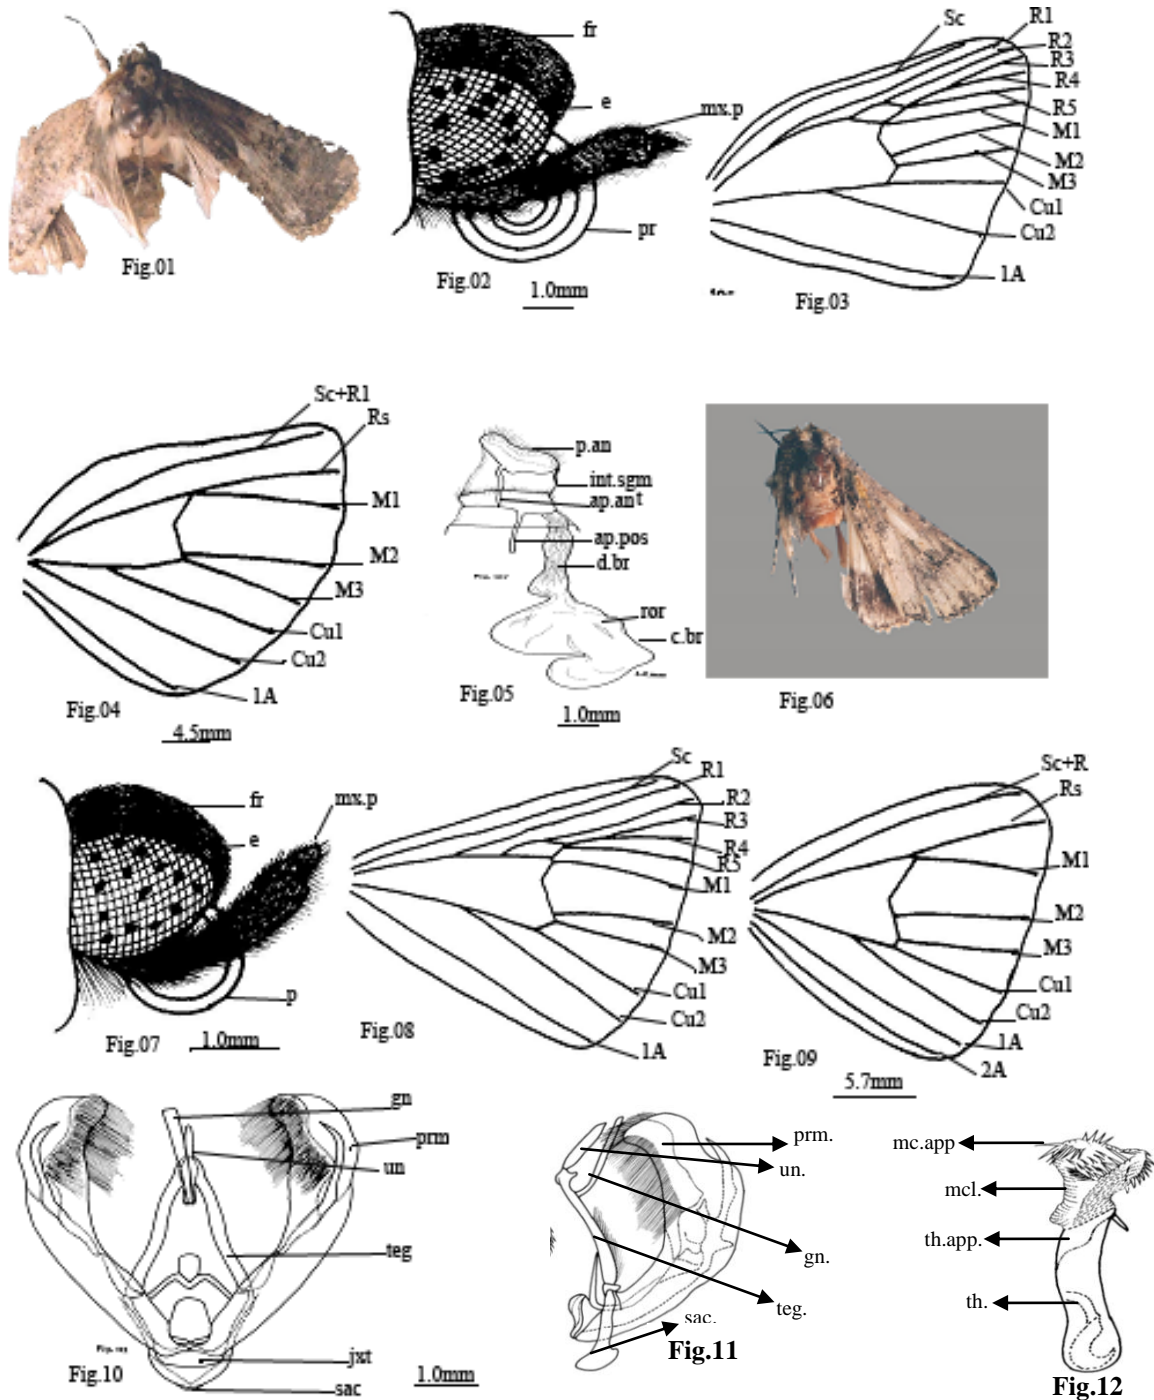 Fig.01
fr
e
mx.p
pr
Fig.02
1.0mm
Sc
R1
R2
R3
R4
R5
M1
M2
M3
Cu1
Cu2
1A
Fig.03
Sc+R1
Rs
M1
M2
M3
Cu1
Cu2
1A
Fig.04
4.5mm
p.an
int.sgm
ap.ant
ap.pos
d.br
ror
c.br
Fig.05
1.0mm
Fig.06
fr
e
mx.p
p
Fig.07
1.0mm
Sc
R1
R2
R3
R4
R5
M1
M2
M3
Cu1
Cu2
1A
Fig.08
Sc+R
Rs
M1
M2
M3
Cu1
Cu2
1A
2A
Fig.09
5.7mm
gn
prm
un
teg
jxt
sac
Fig.10
1.0mm
prm.
un.
gn.
teg.
sac.
Fig.11
mc.app
mcl.
th.app.
th.
Fig.12